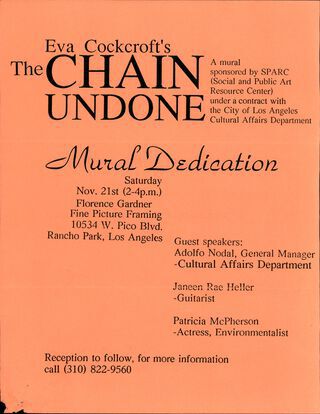 Eva Cockcroft's
The CHAIN
UNDONE
A mural
sponsored by SPARC
(Social and Public Art
Resource Center)
under a contract with
the City of Los Angeles
Cultural Affairs Department
Mural Dedication
Saturday
Nov. 21st (2-4p.m.)
Florence Gardner
Fine Picture Framing
10534 W. Pico Blvd.
Rancho Park, Los Angeles
Guest speakers:
Adolfo Nodal, General Manager
-Cultural Affairs Department
Janeen Rae Heller
-Guitarist
Patricia McPherson
-Actress, Environmentalist
Reception to follow, for more information
call (310) 822-9560